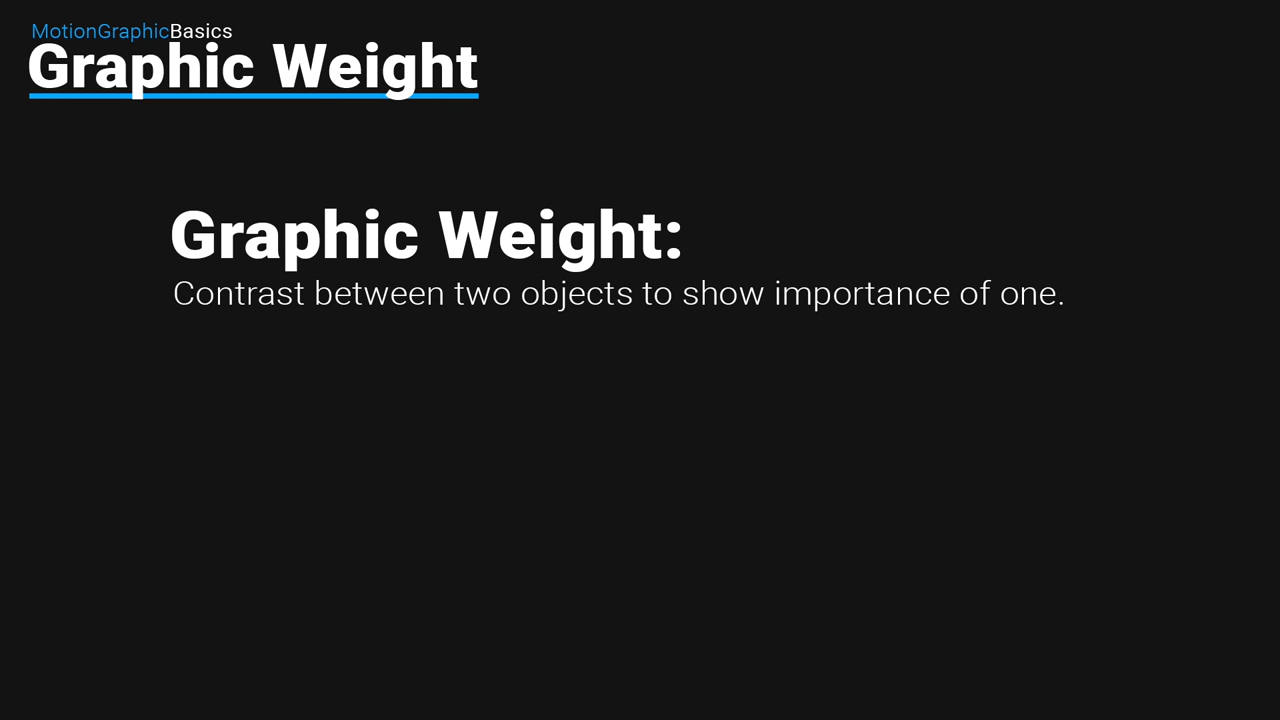 MotionGraphicBasics
Graphic Weight
Graphic Weight:
Contrast between two objects to show importance of one.